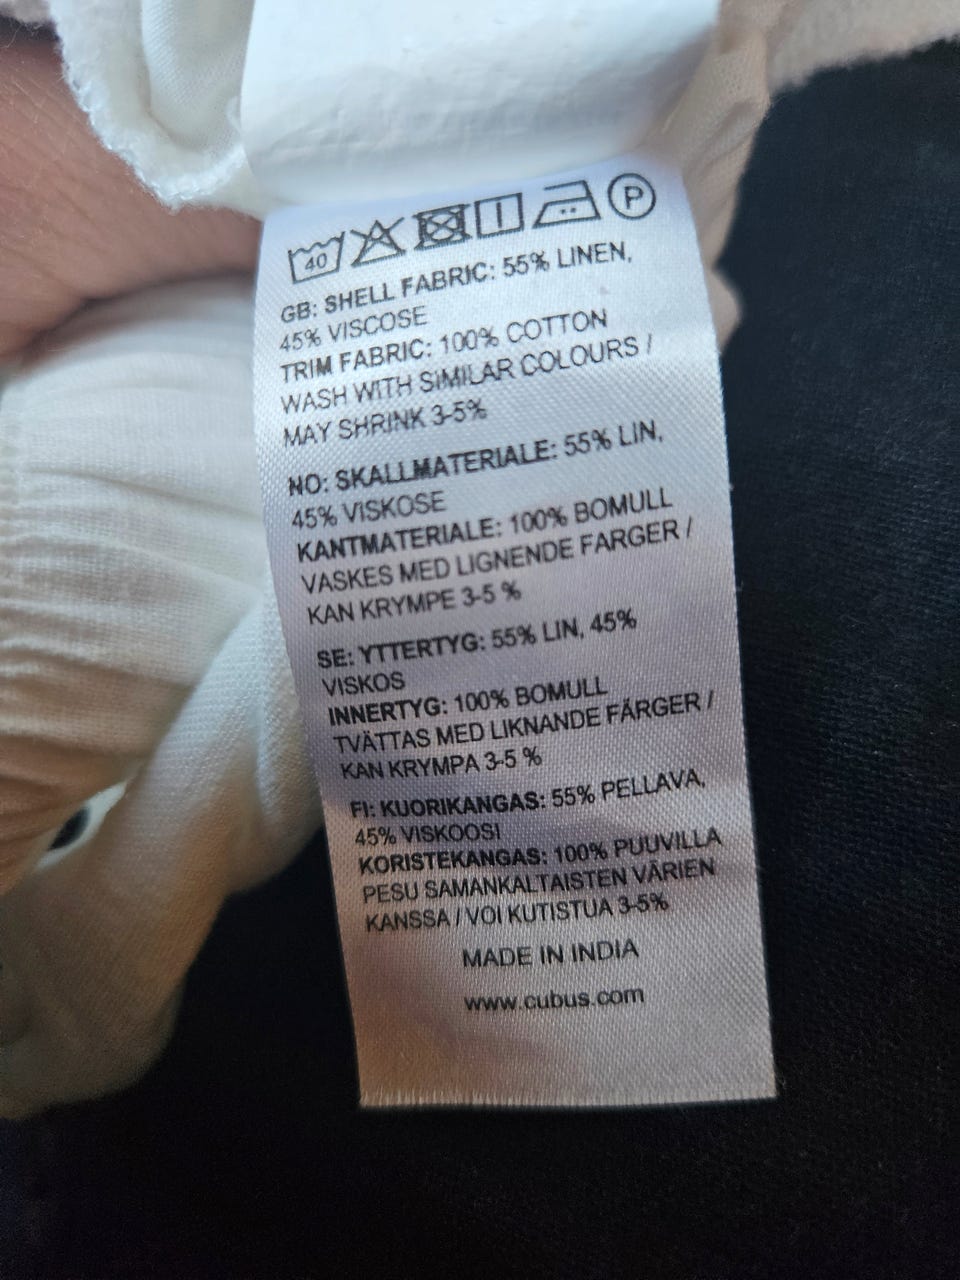 40 P
GB: SHELL FABRIC: 55% LINEN,
45% VISCOSE
TRIM FABRIC: 100% COTTON
WASH WITH SIMILAR COLOURS /
MAY SHRINK 3-5%
NO: SKALLMATERIALE: 55% LIN,
45% VISKOSE
KANTMATERIALE: 100% BOMULL
VASKES MED LIGNENDE FARGER /
KAN KRYMPE 3-5 %
SE: YTTERTYG: 55% LIN, 45%
VISKOS
INNERTYG: 100% BOMULL
TVÄTTAS MED LIKNANDE FÄRGER /
KAN KRYMPA 3-5 %
FI: KUORIKANGAS: 55% PELLAVA,
45% VISKOOSI
KORISTEKANGAS: 100% PUUVILLA
PESU SAMANKALTAISTEN VÄRIEN
KANSSA / VOI KUTISTUA 3-5%
MADE IN INDIA
www.cubus.com